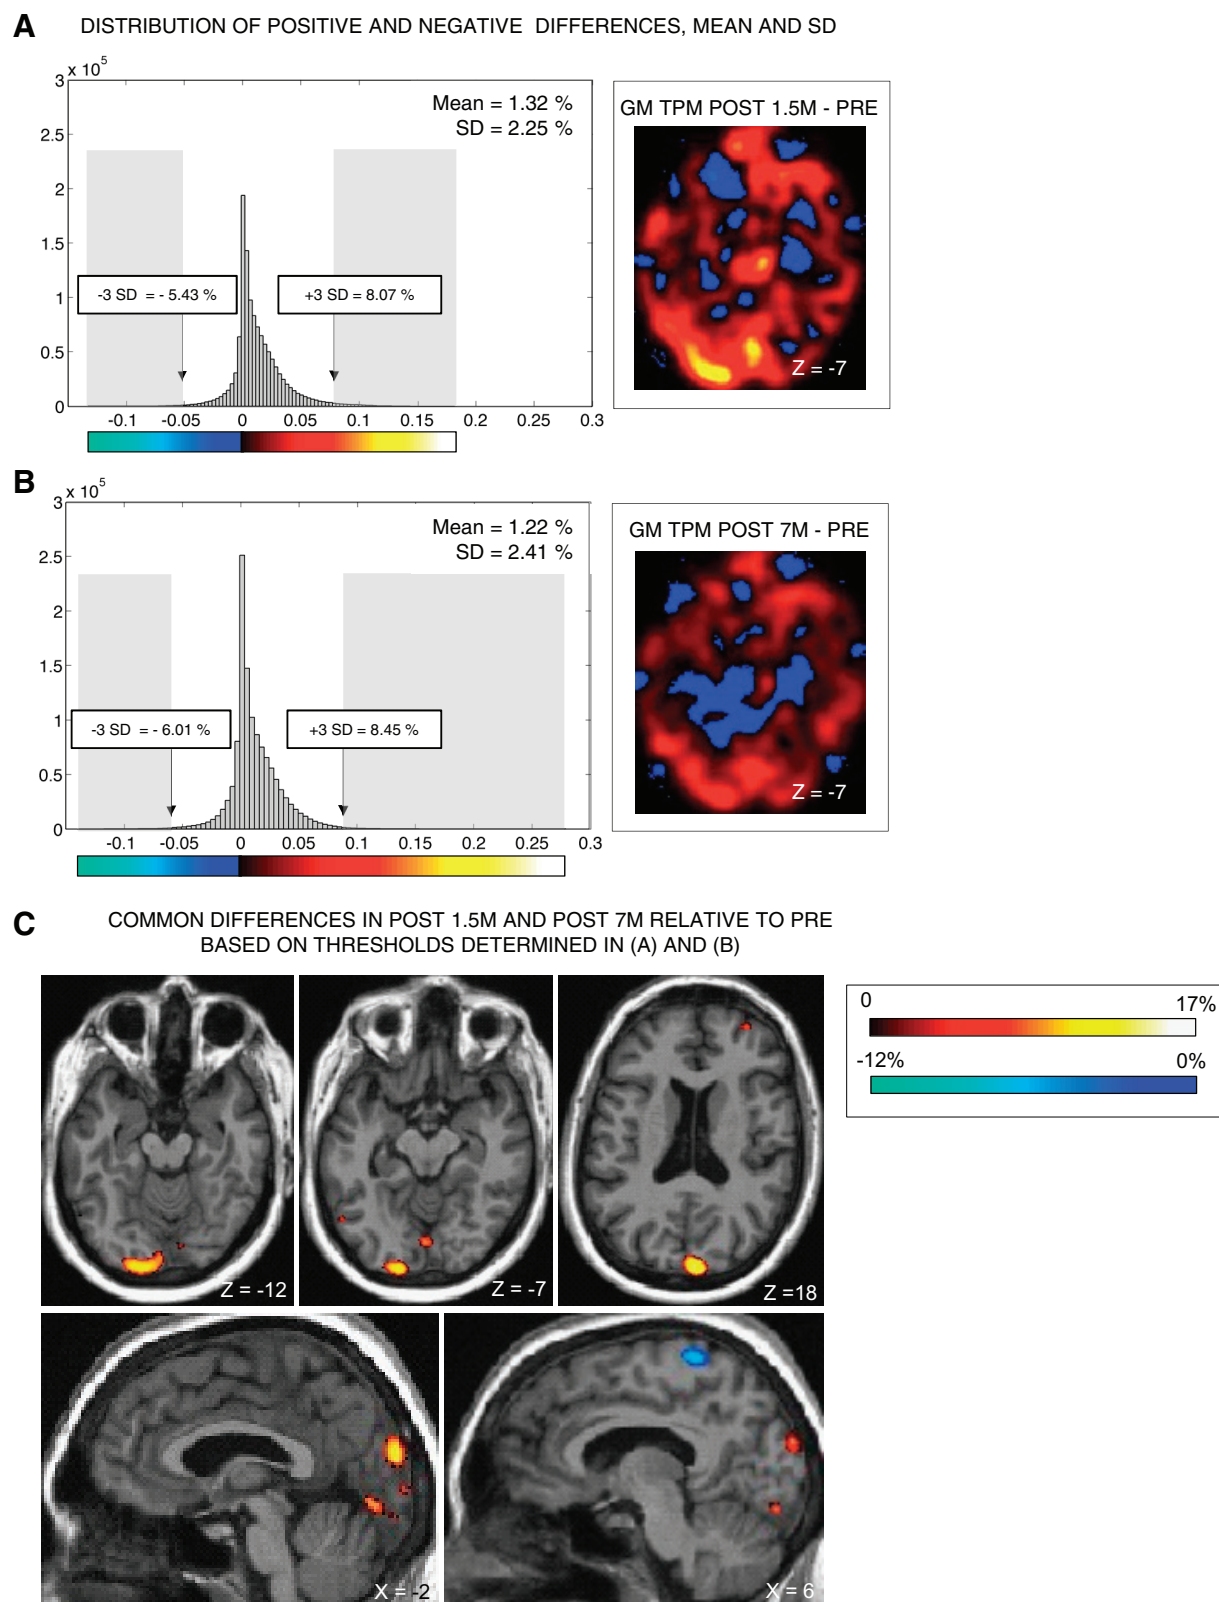 A
DISTRIBUTION OF POSITIVE AND NEGATIVE DIFFERENCES, MEAN AND SD
x 10^5
3
2.5
2
1.5
1
0.5
0
Mean = 1.32 %
SD = 2.25 %
-3 SD = - 5.43 %
+3 SD = 8.07 %
-0.1 -0.05 0 0.05 0.1 0.15 0.2 0.25 0.3
GM TPM POST 1.5M - PRE
Z = -7
B
x 10^5
3
2.5
2
1.5
1
0.5
0
Mean = 1.22 %
SD = 2.41 %
-3 SD = - 6.01 %
+3 SD = 8.45 %
-0.1 -0.05 0 0.05 0.1 0.15 0.2 0.25 0.3
GM TPM POST 7M - PRE
Z = -7
C
COMMON DIFFERENCES IN POST 1.5M AND POST 7M RELATIVE TO PRE
BASED ON THRESHOLDS DETERMINED IN (A) AND (B)
Z = -12
Z = -7
Z =18
0 17%
-12% 0%
X = -2
X = 6